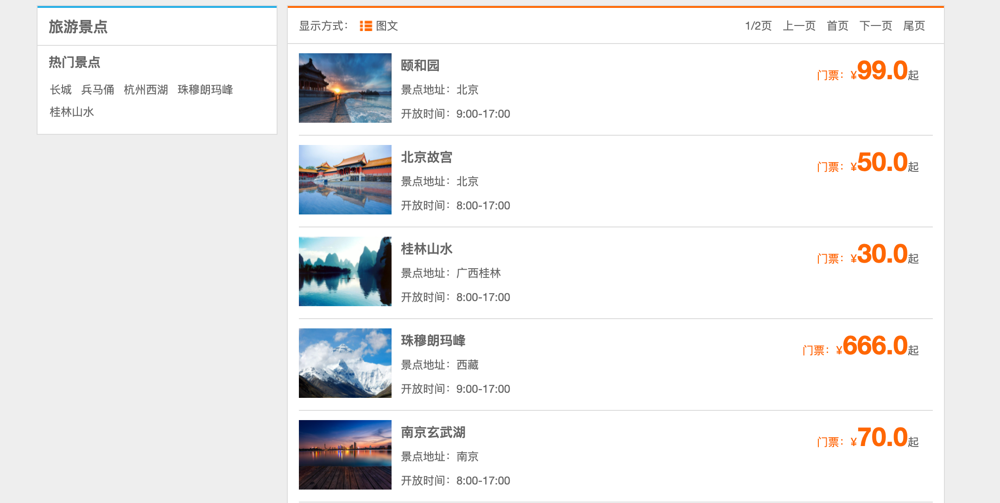 旅游景点
热门景点
长城 兵马俑 杭州西湖 珠穆朗玛峰
桂林山水
显示方式： 图文 1/2页 上一页 首页 下一页 尾页
颐和园
门票：¥99.0起
景点地址：北京
开放时间：9:00-17:00
北京故宫
门票：¥50.0起
景点地址：北京
开放时间：8:00-17:00
桂林山水
门票：¥30.0起
景点地址：广西桂林
开放时间：8:00-17:00
珠穆朗玛峰
门票：¥666.0起
景点地址：西藏
开放时间：9:00-17:00
南京玄武湖
门票：¥70.0起
景点地址：南京
开放时间：8:00-17:00